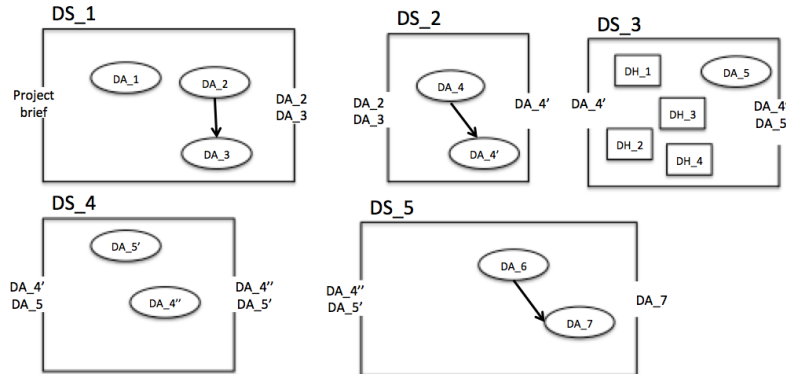 DS_1
DA_1
DA_2
Project
brief
DA_2
DA_3
DA_3
DS_2
DA_4
DA_2
DA_3
DA_4'
DA_4'
DS_3
DH_1
DA_5
DA_4'
DA_4'
DA_5
DH_3
DH_2
DH_4
DS_4
DA_5'
DA_4'
DA_5
DA_4''
DA_4''
DA_5'
DS_5
DA_6
DA_4''
DA_5'
DA_7
DA_7